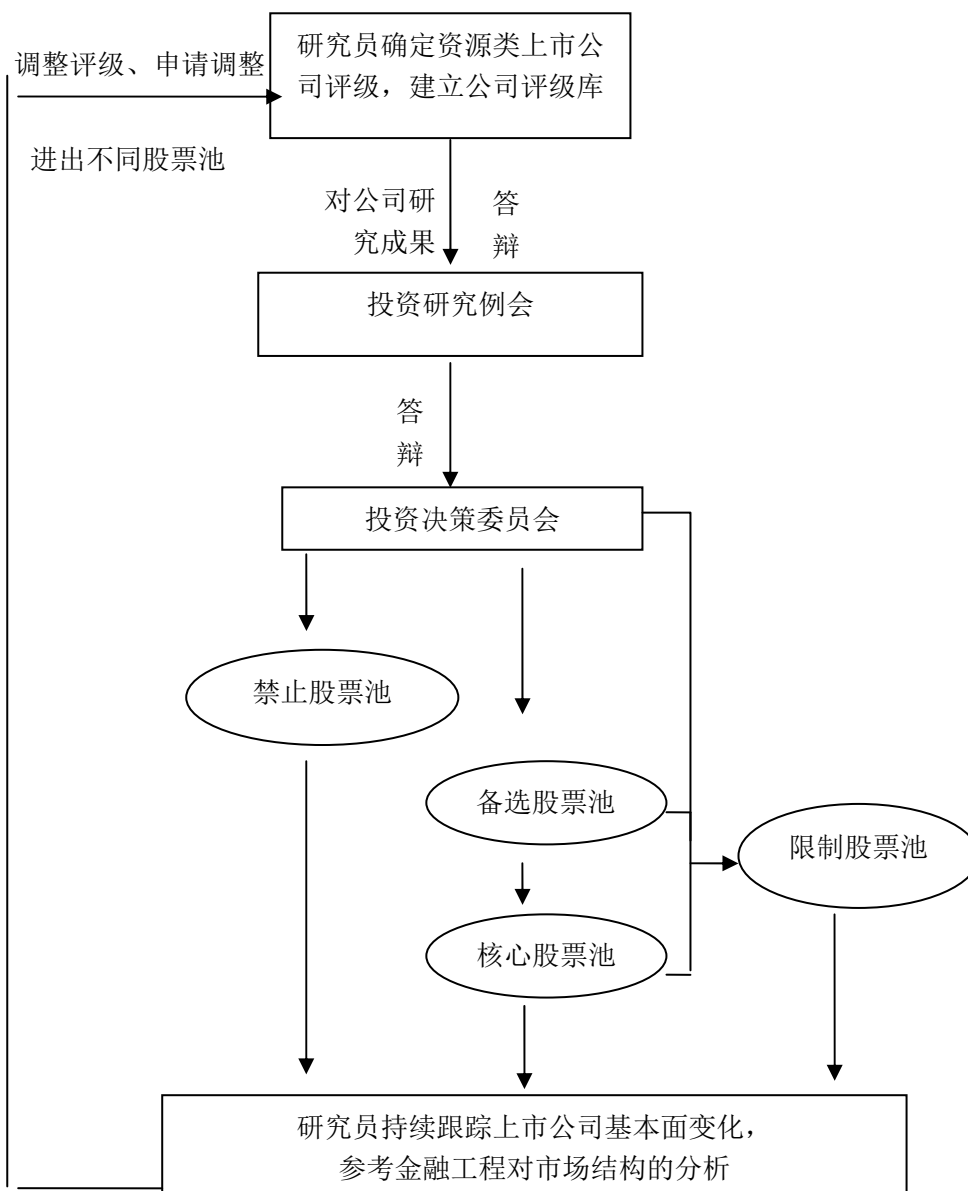 研究员确定资源类上市公
司评级，建立公司评级库
调整评级、申请调整
进出不同股票池
对公司研
究成果
答
辩
投资研究例会
答
辩
投资决策委员会
禁止股票池
备选股票池
限制股票池
核心股票池
研究员持续跟踪上市公司基本面变化，
参考金融工程对市场结构的分析